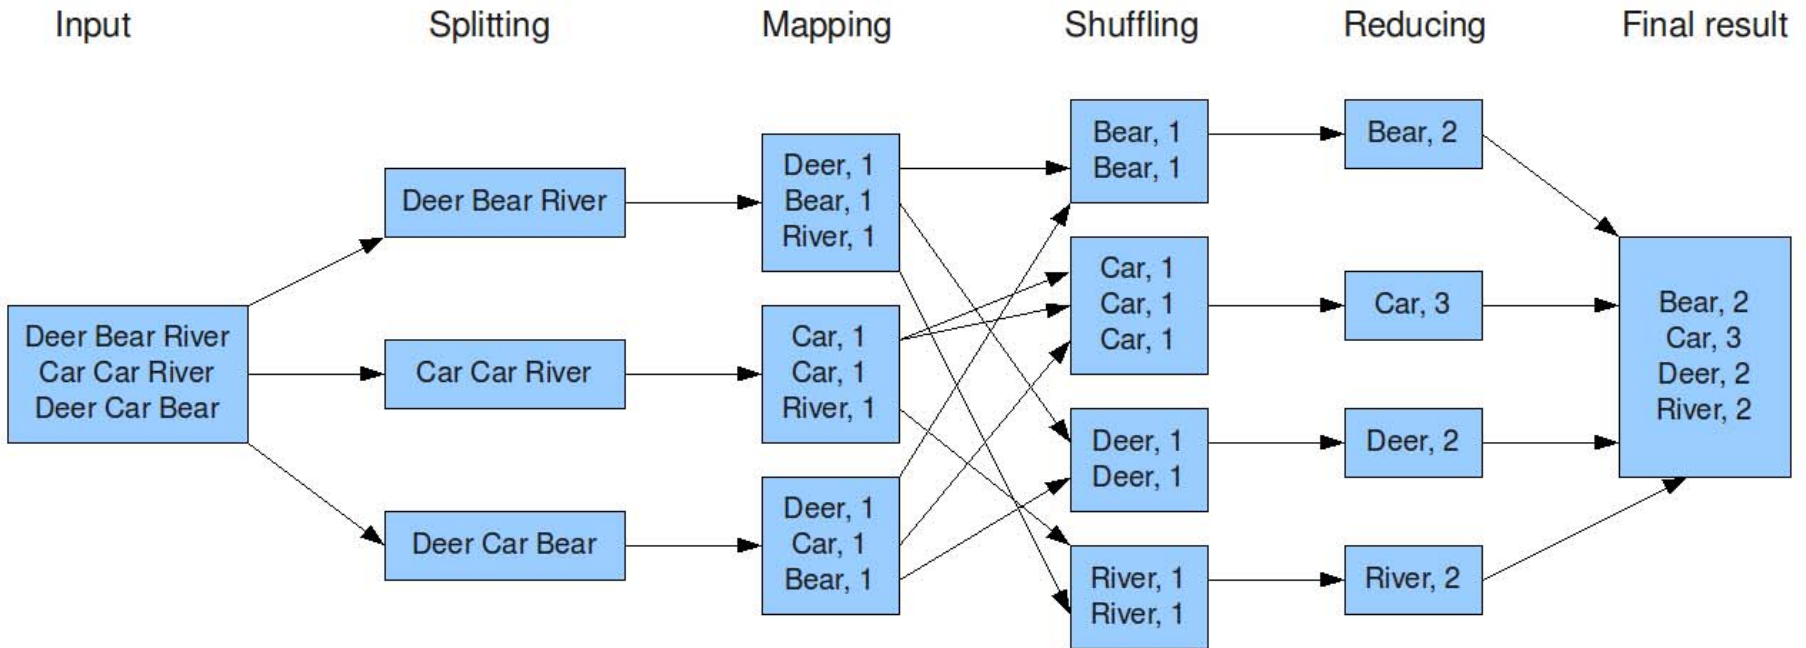 Input
Splitting
Mapping
Shuffling
Reducing
Final result
Deer Bear River
Car Car River
Deer Car Bear
Deer Bear River
Car Car River
Deer Car Bear
Deer, 1
Bear, 1
River, 1
Car, 1
Car, 1
River, 1
Deer, 1
Car, 1
Bear, 1
Bear, 1
Bear, 1
Car, 1
Car, 1
Car, 1
Deer, 1
Deer, 1
River, 1
River, 1
Bear, 2
Car, 3
Deer, 2
River, 2
Bear, 2
Car, 3
Deer, 2
River, 2